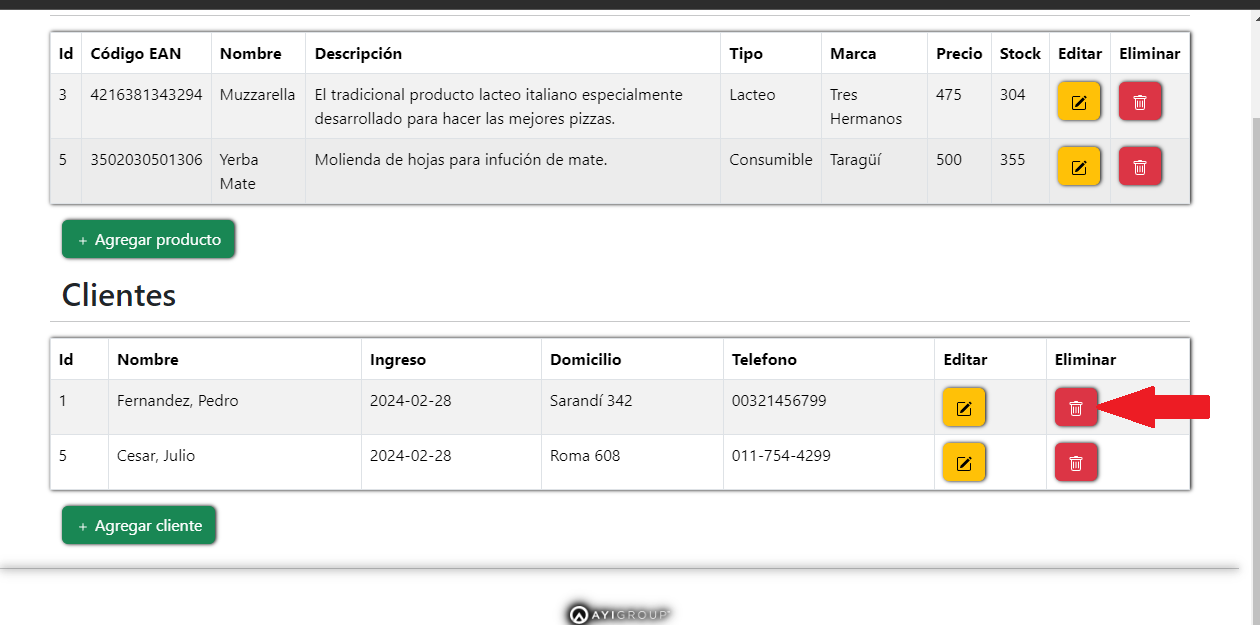 Id Código EAN Nombre Descripción Tipo Marca Precio Stock Editar Eliminar
3 4216381343294 Muzzarella El tradicional producto lacteo italiano especialmente Lacteo Tres 475 304
desarrollado para hacer las mejores pizzas. Hermanos
5 3502030501306 Yerba Molienda de hojas para infución de mate. Consumible Taragüí 500 355
Mate
+ Agregar producto
Clientes
Id Nombre Ingreso Domicilio Telefono Editar Eliminar
1 Fernandez, Pedro 2024-02-28 Sarandí 342 00321456799
5 Cesar, Julio 2024-02-28 Roma 608 011-754-4299
+ Agregar cliente
AYIGROUP